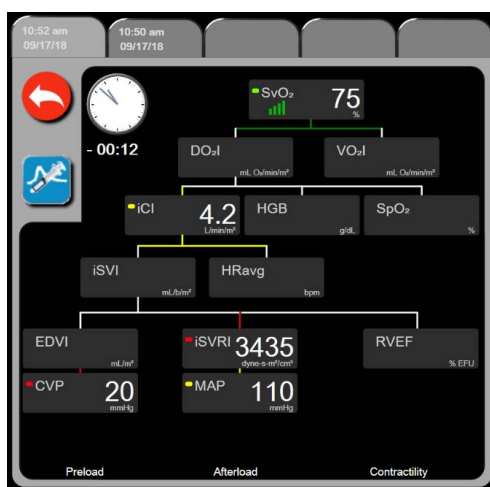 10:52 am
09/17/18
10:50 am
09/17/18
- 00:12
SvO₂ 75
%
DO₂I
mL O₂/min/m²
VO₂I
mL O₂/min/m²
iCI 4.2
L/min/m²
HGB
g/dL
SpO₂
%
iSVI
mL/b/m²
HRavg
bpm
EDVI
mL/m²
iSVRI 3435
dyne-s-m²/cm⁵
RVEF
% EFU
CVP 20
mmHg
MAP 110
mmHg
Preload
Afterload
Contractility